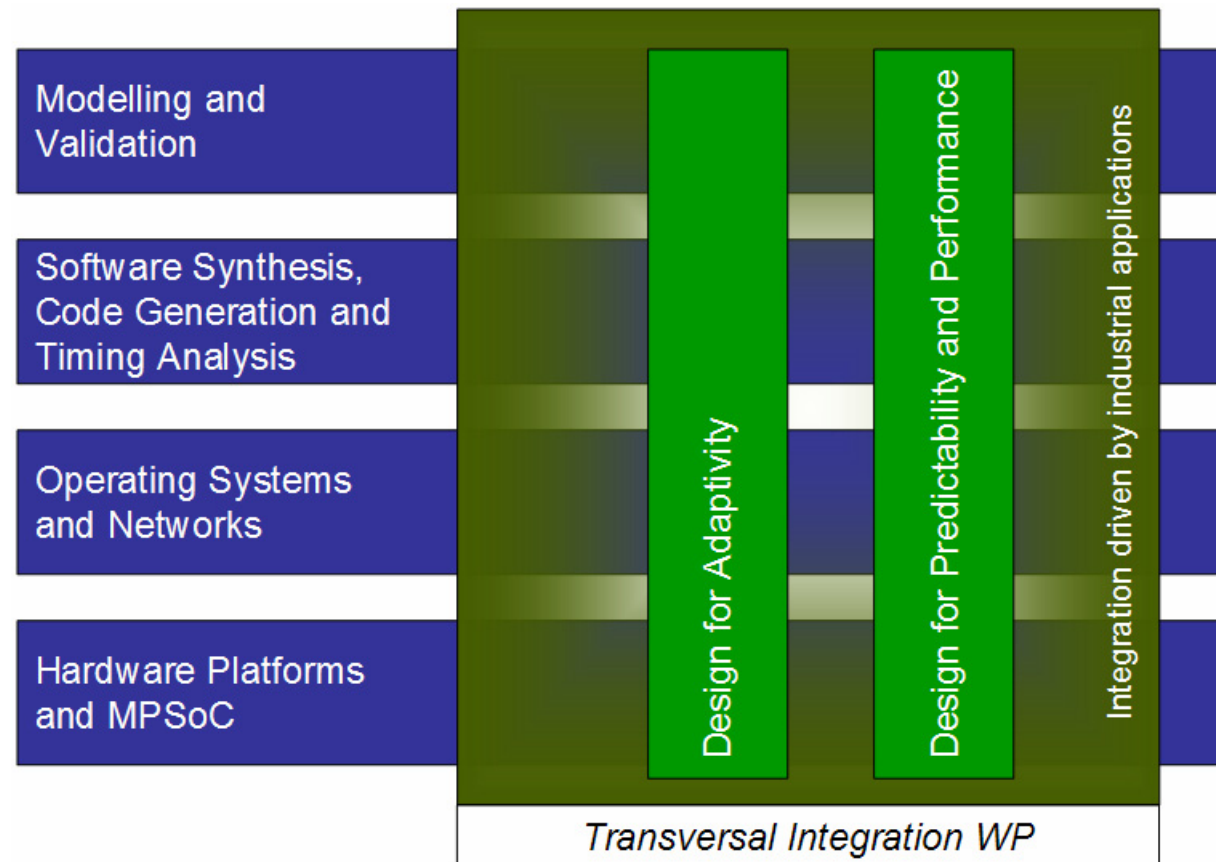 Modelling and
Validation
Software Synthesis,
Code Generation and
Timing Analysis
Operating Systems
and Networks
Hardware Platforms
and MPSoC
Design for Adaptivity
Design for Predictability and Performance
Integration driven by industrial applications
Transversal Integration WP